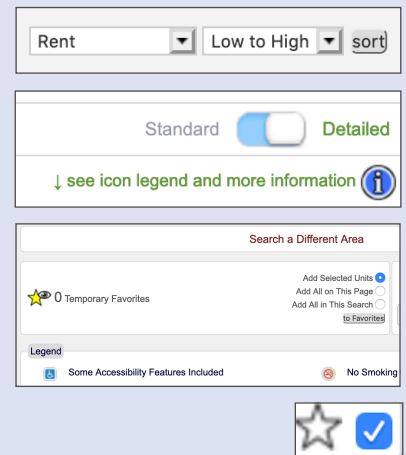 Rent Low to High sort
Standard Detailed
↓ see icon legend and more information i
Search a Different Area
Add Selected Units
Add All on This Page
0 Temporary Favorites
Add All in This Search
to Favorites
Legend
Some Accessibility Features Included No Smoking